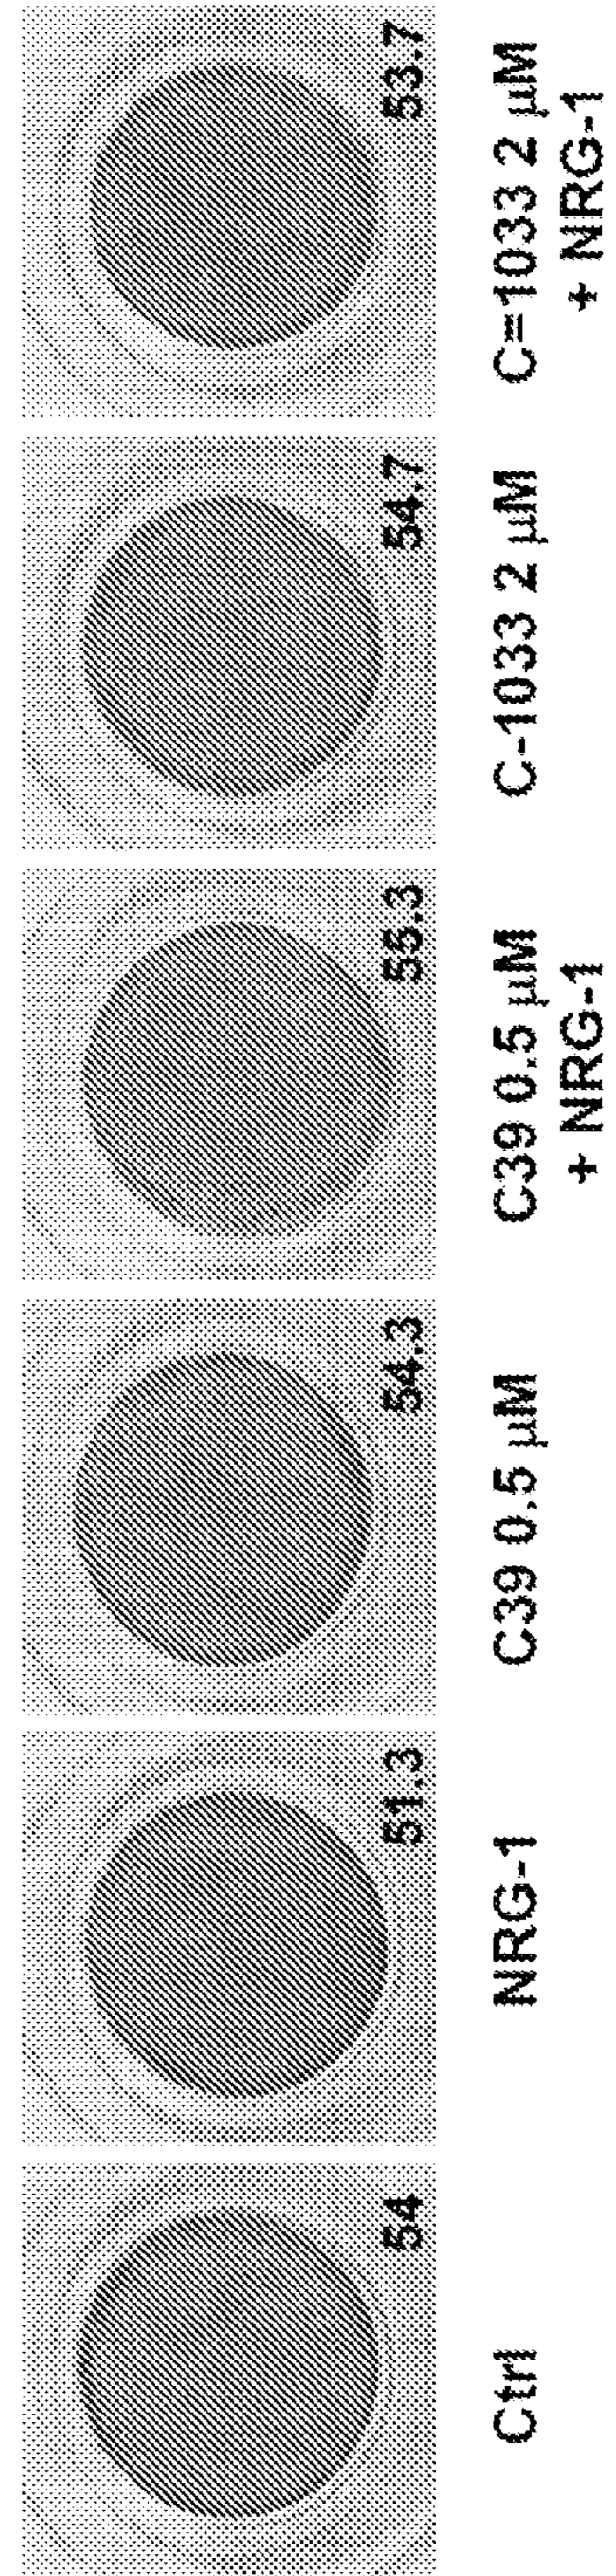 54
51.3
54.3
55.3
54.7
53.7
Ctrl
NRG-1
C39 0.5 μM
C39 0.5 μM
+ NRG-1
C-1033 2 μM
C=1033 2 μM
+ NRG-1